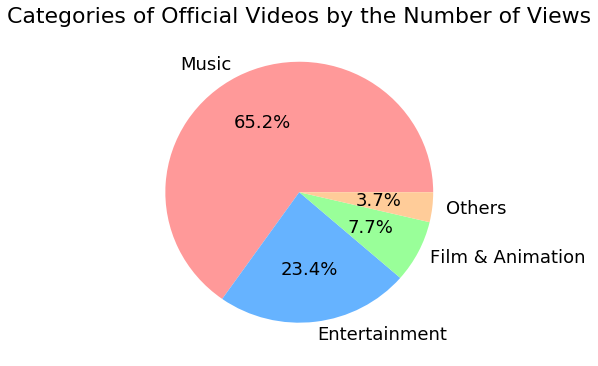 Categories of Official Videos by the Number of Views
Music
65.2%
3.7%
Others
7.7%
Film & Animation
23.4%
Entertainment